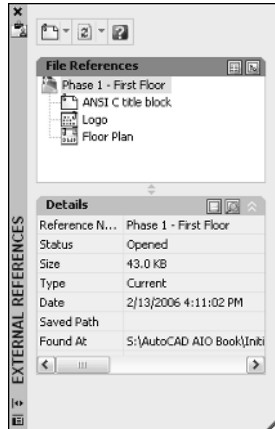 EXTERNAL REFERENCES
File References
Phase 1 - First Floor
ANSI C title block
Logo
Floor Plan
Details
Reference N... Phase 1 - First Floor
Status Opened
Size 43.0 KB
Type Current
Date 2/13/2006 4:11:02 PM
Saved Path
Found At S:\AutoCAD AIO Book\Initi